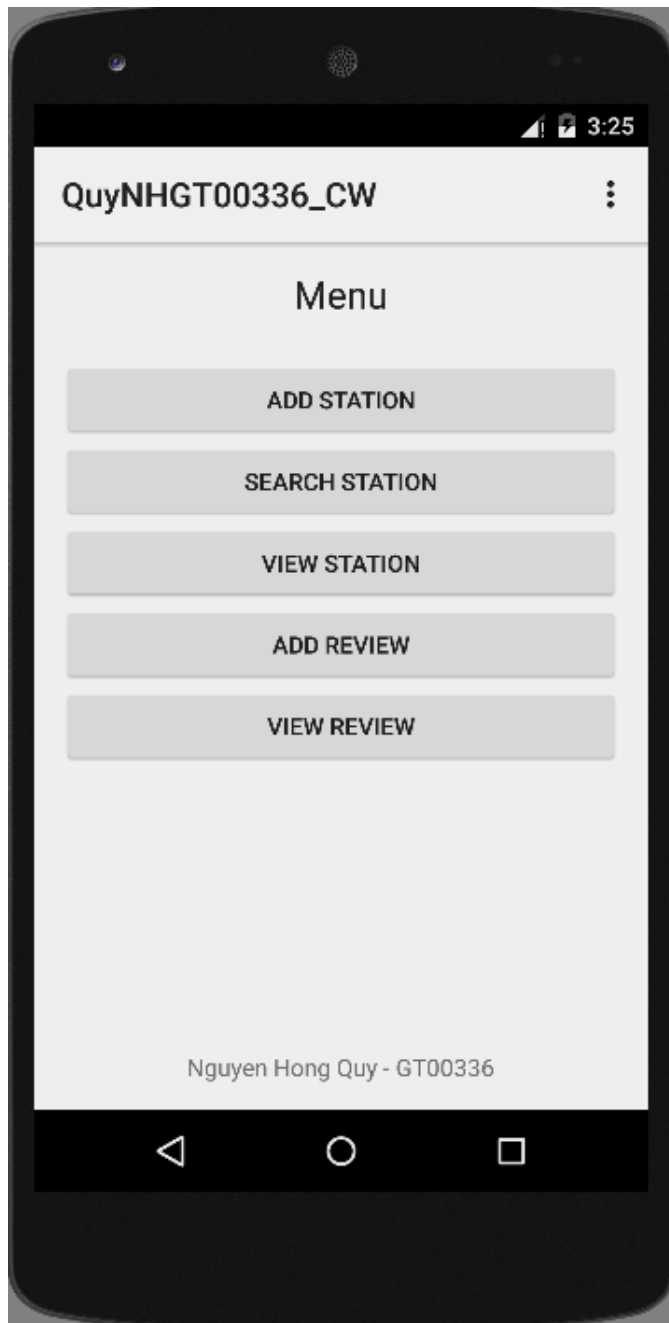 3:25
QuyNHGT00336_CW
Menu
ADD STATION
SEARCH STATION
VIEW STATION
ADD REVIEW
VIEW REVIEW
Nguyen Hong Quy - GT00336